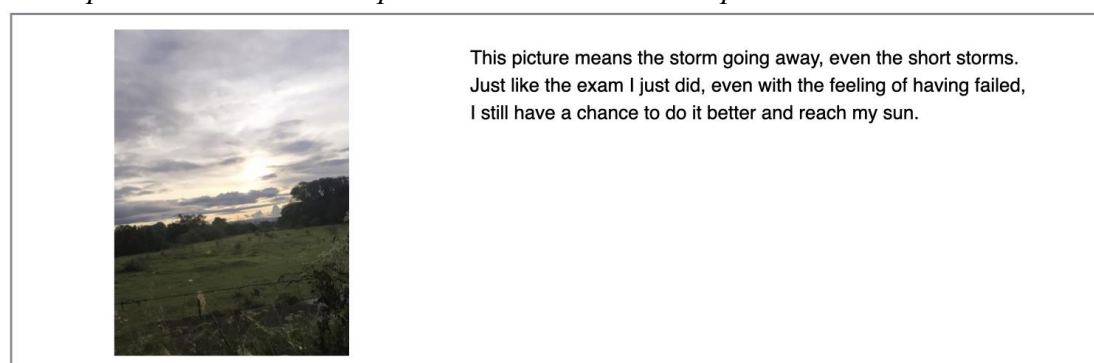 This picture means the storm going away, even the short storms.
Just like the exam I just did, even with the feeling of having failed,
I still have a chance to do it better and reach my sun.